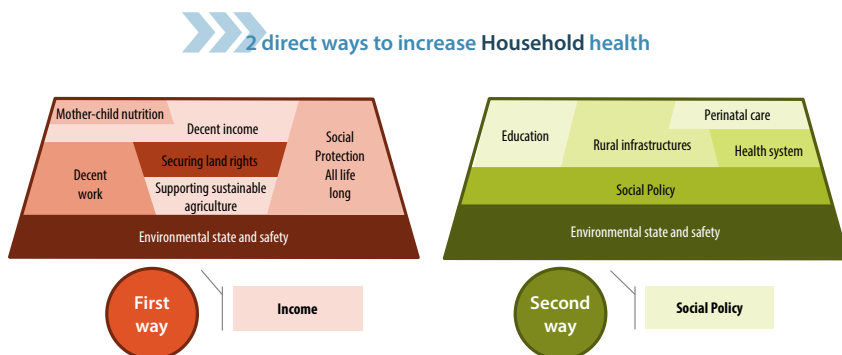 2 direct ways to increase Household health
Mother-child nutrition
Decent income
Social
Protection
All life
long
Securing land rights
Decent
work
Supporting sustainable
agriculture
Environmental state and safety
First
way
Income
Perinatal care
Education
Rural infrastructures
Health system
Social Policy
Environmental state and safety
Second
way
Social Policy